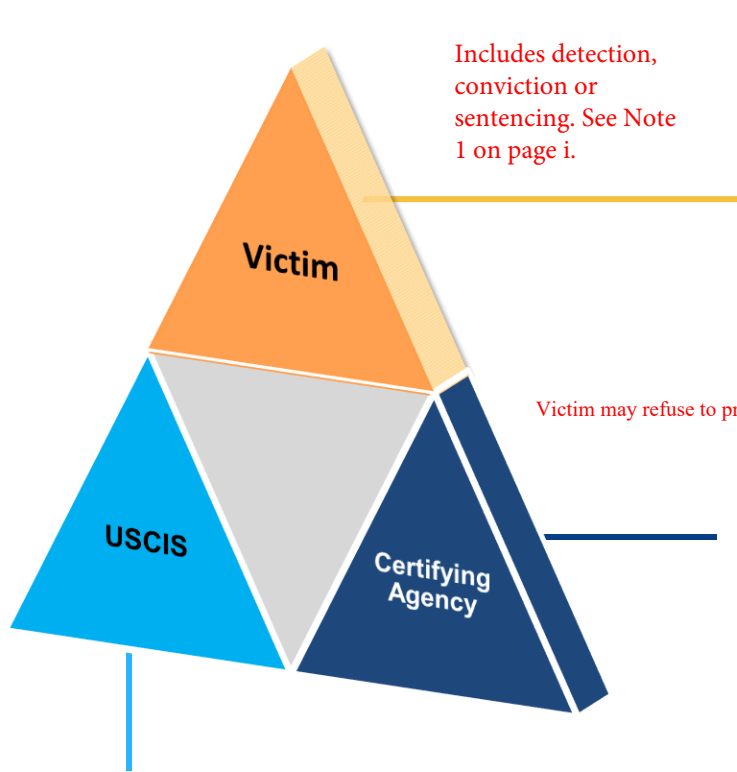 Includes detection,
conviction or
sentencing. See Note
1 on page i.
Victim
Victim may refuse to
USCIS
Certifying
Agency